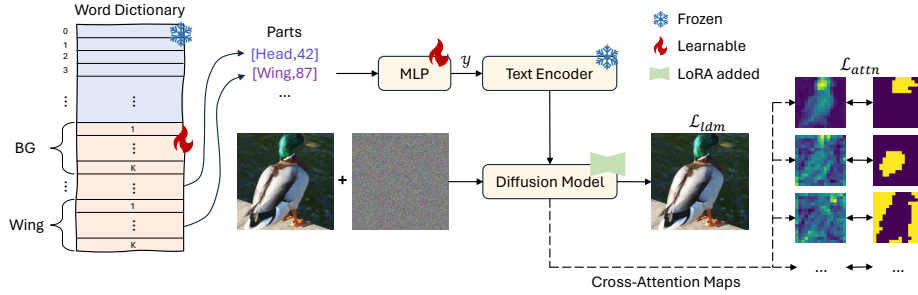 Word Dictionary
0
1
2
3
⋮
⋮
BG
1
⋮
K
⋮
⋮
Wing
1
⋮
K
Parts
[Head,42]
[Wing,87]
...
MLP
y
Text Encoder
Frozen
Learnable
LoRA added
+
Diffusion Model
ℒldm
ℒattn
... ...
Cross-Attention Maps